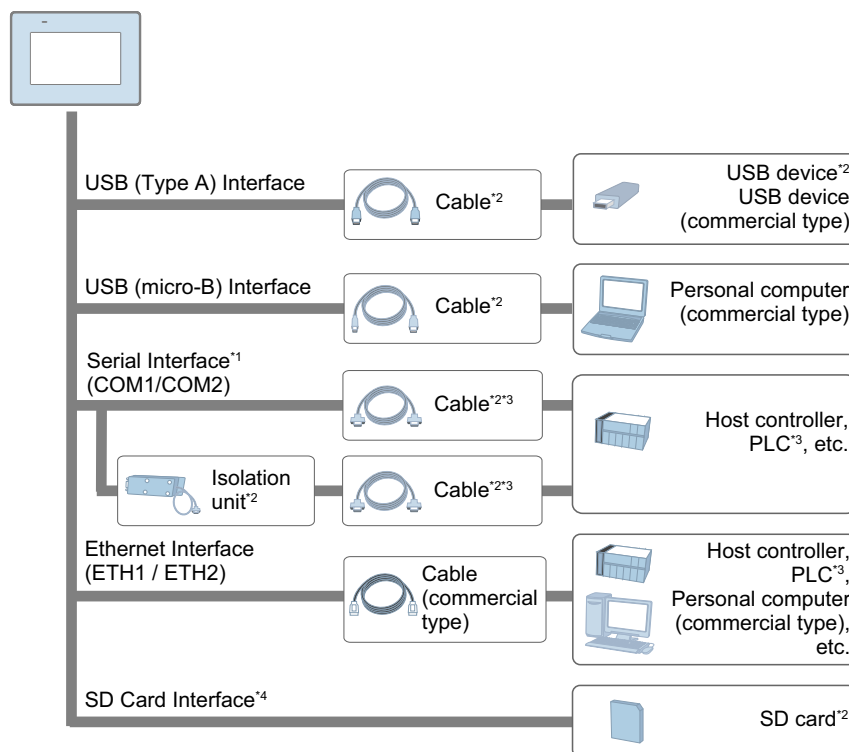 USB (Type A) Interface
Cable*2
USB device*2
USB device
(commercial type)
USB (micro-B) Interface
Cable*2
Personal computer
(commercial type)
Serial Interface*1
(COM1/COM2)
Cable*2*3
Host controller,
PLC*3, etc.
Isolation
unit*2
Cable*2*3
Ethernet Interface
(ETH1 / ETH2)
Cable
(commercial
type)
Host controller,
PLC*3,
Personal computer
(commercial type),
etc.
SD Card Interface*4
SD card*2